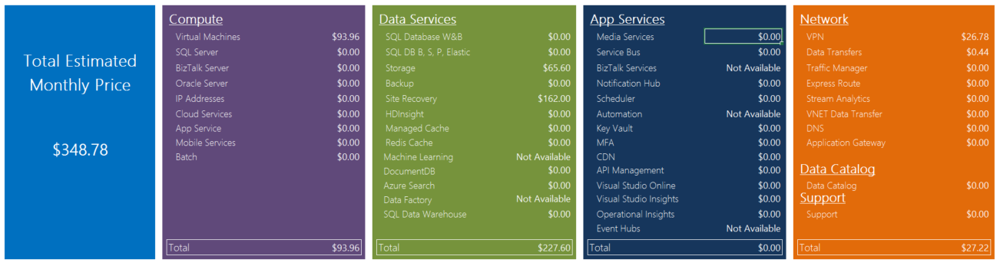 Total Estimated
Monthly Price
$348.78
Compute
Virtual Machines $93.96
SQL Server $0.00
BizTalk Server $0.00
Oracle Server $0.00
IP Addresses $0.00
Cloud Services $0.00
App Service $0.00
Mobile Services $0.00
Batch $0.00
Total $93.96
Data Services
SQL Database W&B $0.00
SQL DB B, S, P, Elastic $0.00
Storage $65.60
Backup $0.00
Site Recovery $162.00
HDInsight $0.00
Managed Cache $0.00
Redis Cache $0.00
Machine Learning Not Available
DocumentDB $0.00
Azure Search $0.00
Data Factory Not Available
SQL Data Warehouse $0.00
Total $227.60
App Services
Media Services $0.00
Service Bus $0.00
BizTalk Services Not Available
Notification Hub $0.00
Scheduler $0.00
Automation Not Available
Key Vault $0.00
MFA $0.00
CDN $0.00
API Management $0.00
Visual Studio Online $0.00
Visual Studio Insights $0.00
Operational Insights $0.00
Event Hubs Not Available
Total $0.00
Network
VPN $26.78
Data Transfers $0.44
Traffic Manager $0.00
Express Route $0.00
Stream Analytics $0.00
VNET Data Transfer $0.00
DNS $0.00
Application Gateway $0.00
Data Catalog
Data Catalog $0.00
Support
Support $0.00
Total $27.22